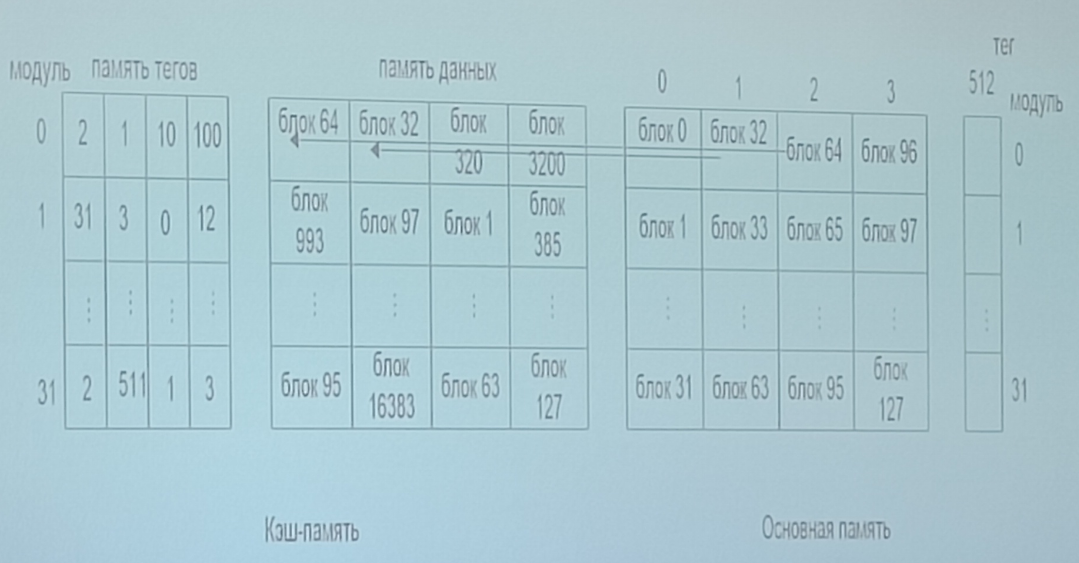 тег
модуль память тегов память данных 0 1 2 3 512 модуль
0 2 1 10 100 блок 64 блок 32 блок 320 блок 3200 блок 0 блок 32 блок 64 блок 96 0
1 31 3 0 12 блок 993 блок 97 блок 1 блок 385 блок 1 блок 33 блок 65 блок 97 1
⋮ ⋮ ⋮ ⋮ ⋮ ⋮ ⋮ ⋮ ⋮ ⋮ ⋮ ⋮ ⋮
31 2 511 1 3 блок 95 блок 16383 блок 63 блок 127 блок 31 блок 63 блок 95 блок 127 31
Кэш-память Основная память